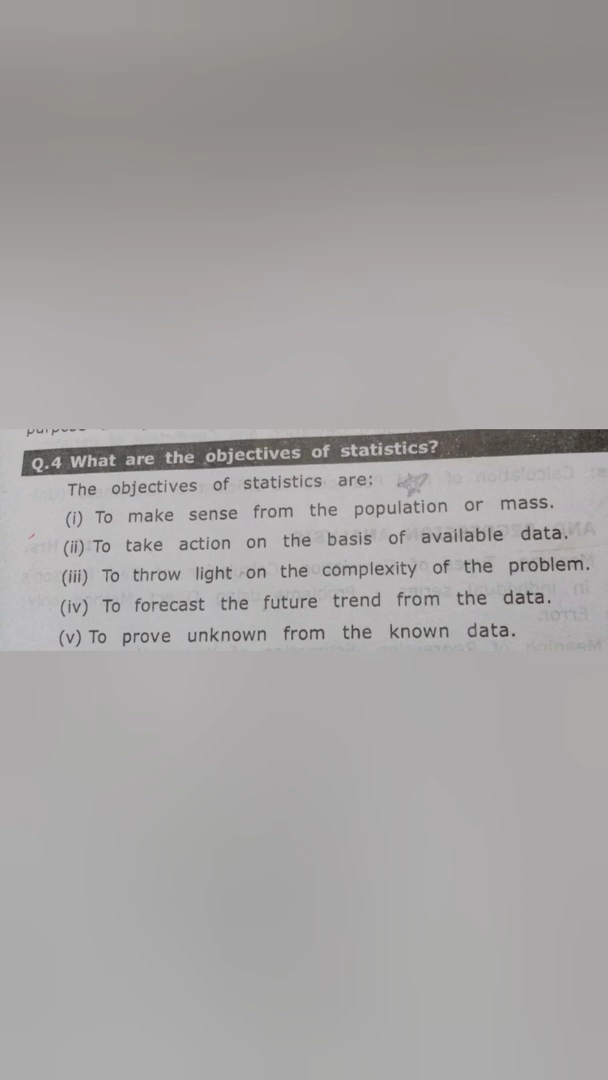 Q.4 What are the objectives of statistics?
The objectives of statistics are:
(i) To make sense from the population or mass.
(ii) To take action on the basis of available data.
(iii) To throw light on the complexity of the problem.
(iv) To forecast the future trend from the data.
(v) To prove unknown from the known data.